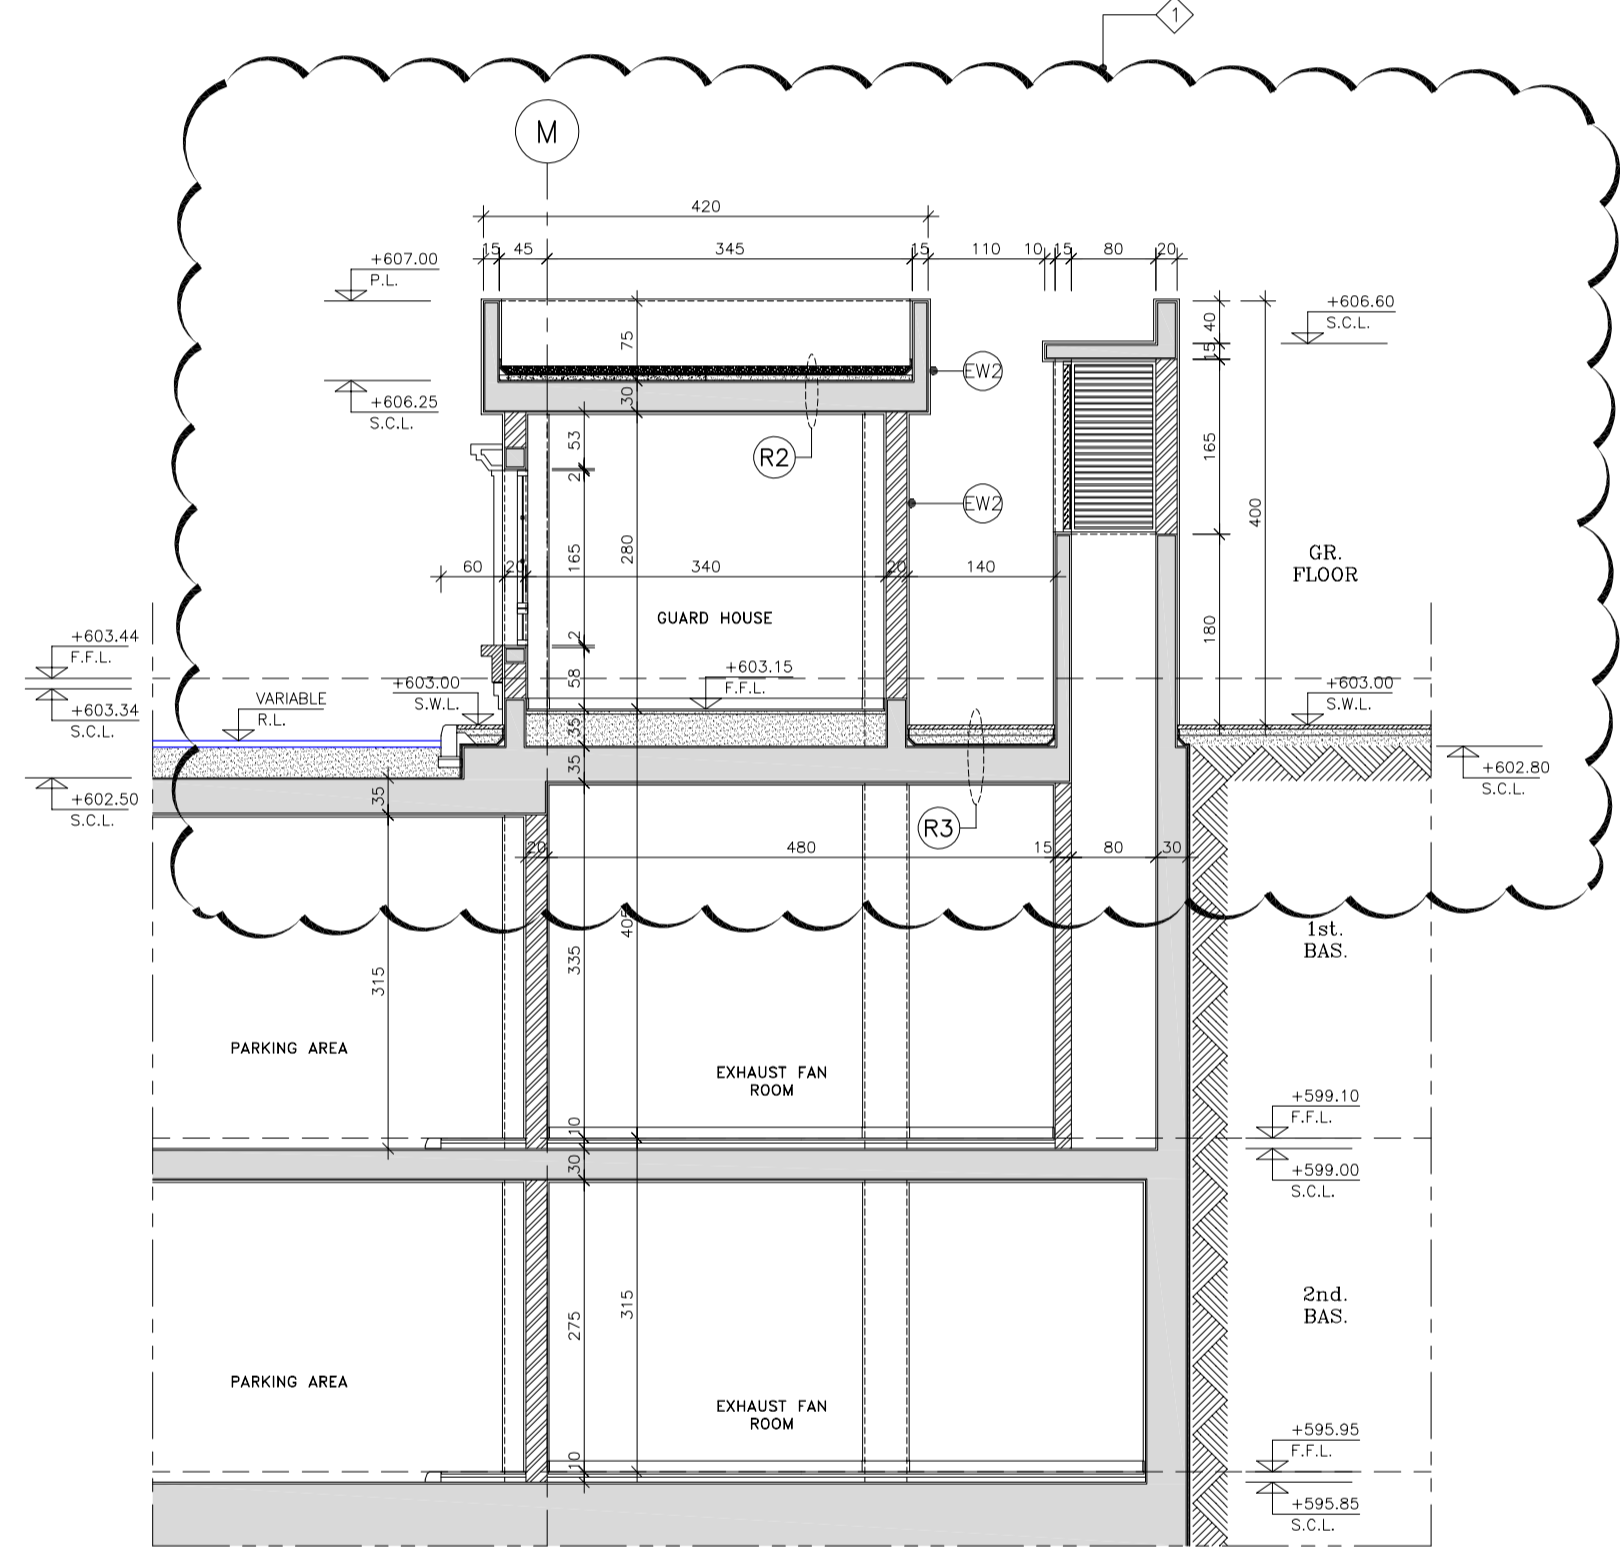 1
M
420
15 45 345 15 110 10 15 80 20
+607.00
P.L.
+606.60
S.C.L.
40
15
75
30
+606.25
S.C.L.
EW2
R2
53
2
165
EW2
400
280
165
GR.
FLOOR
60 20 340 20 140
GUARD HOUSE
180
2
+603.44
F.F.L.
+603.15
F.F.L.
58
+603.00
S.W.L.
+603.00
S.W.L.
VARIABLE
R.L.
+603.34
S.C.L.
35
35
+602.80
S.C.L.
+602.50
S.C.L.
35
R3
20 480 15 80 30
405
335
1st.
BAS.
315
PARKING AREA
EXHAUST FAN
ROOM
+599.10
F.F.L.
10
30
+599.00
S.C.L.
275
315
2nd.
BAS.
PARKING AREA
EXHAUST FAN
ROOM
+595.95
F.F.L.
10
+595.85
S.C.L.